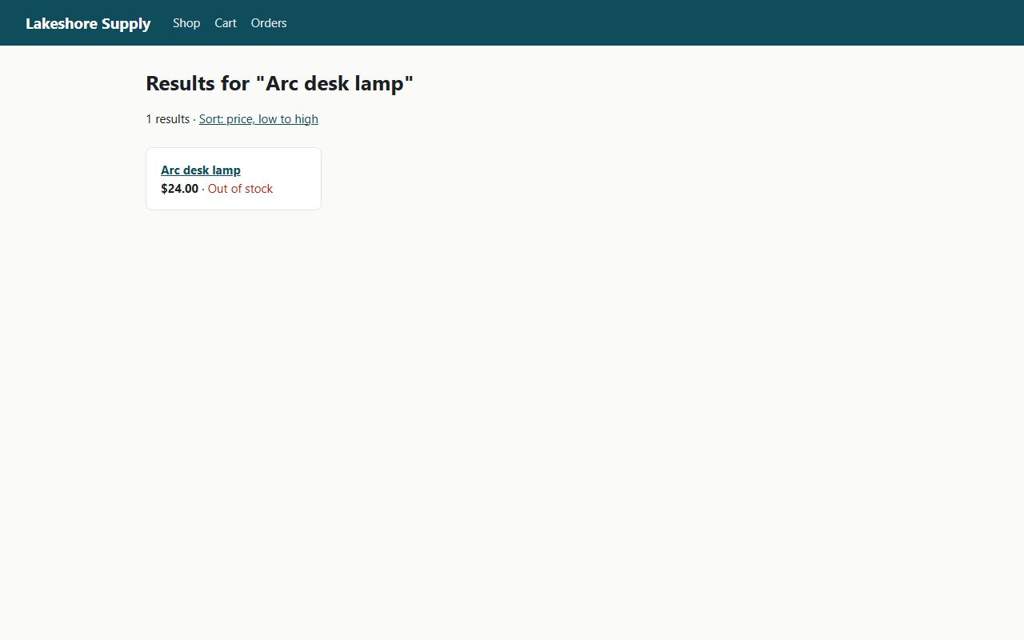 Lakeshore Supply Shop Cart Orders
Results for "Arc desk lamp"
1 results · Sort: price, low to high
Arc desk lamp
$24.00 · Out of stock